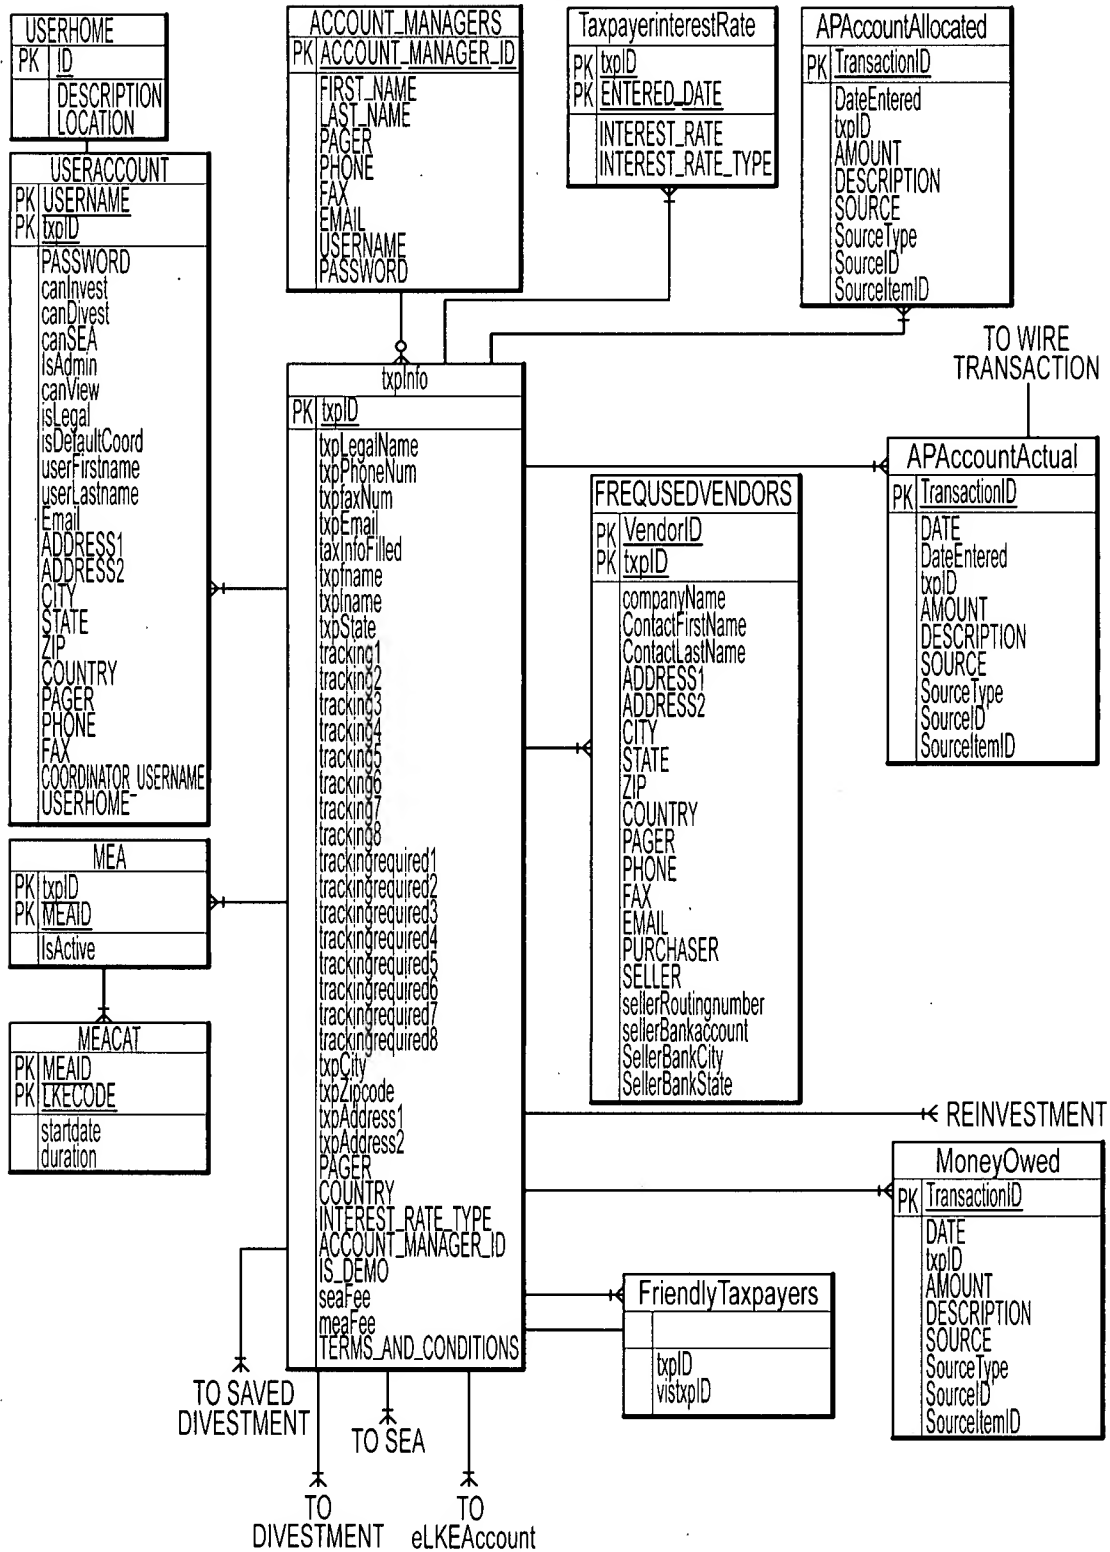 USERHOME
PK ID
DESCRIPTION
LOCATION
USERACCOUNT
PK USERNAME
PK txpID
PASSWORD
canInvest
canDivest
canSEA
IsAdmin
canView
isLegal
isDefaultCoord
userFirstname
userLastname
Email
ADDRESS1
ADDRESS2
CITY
STATE
ZIP
COUNTRY
PAGER
PHONE
FAX
COORDINATOR_USERNAME
USERHOME
MEA
PK txpID
PK MEAID
IsActive
MEACAT
PK MEAID
PK LKECODE
startdate
duration
ACCOUNT_MANAGERS
PK ACCOUNT_MANAGER_ID
FIRST_NAME
LAST_NAME
PAGER
PHONE
FAX
EMAIL
USERNAME
PASSWORD
txpInfo
PK txpID
txpLegalName
txpPhoneNum
txpfaxNum
txpEmail
taxInfoFilled
txpfname
txplname
txpState
tracking1
tracking2
tracking3
tracking4
tracking5
tracking6
tracking7
tracking8
trackingrequired1
trackingrequired2
trackingrequired3
trackingrequired4
trackingrequired5
trackingrequired6
trackingrequired7
trackingrequired8
txpCity
txpZipcode
txpAddress1
txpAddress2
PAGER
COUNTRY
INTEREST_RATE_TYPE
ACCOUNT_MANAGER_ID
IS_DEMO
seaFee
meaFee
TERMS_AND_CONDITIONS
TO SAVED
DIVESTMENT
TO SEA
TO
DIVESTMENT
TO
eLKEAccount
TaxpayerinterestRate
PK txpID
PK ENTERED_DATE
INTEREST_RATE
INTEREST_RATE_TYPE
APAccountAllocated
PK TransactionID
DateEntered
txpID
AMOUNT
DESCRIPTION
SOURCE
SourceType
SourceID
SourceItemID
TO WIRE
TRANSACTION
APAccountActual
PK TransactionID
DATE
DateEntered
txpID
AMOUNT
DESCRIPTION
SOURCE
SourceType
SourceID
SourceItemID
FREQUSEDVENDORS
PK VendorID
PK txpID
companyName
ContactFirstName
ContactLastName
ADDRESS1
ADDRESS2
CITY
STATE
ZIP
COUNTRY
PAGER
PHONE
FAX
EMAIL
PURCHASER
SELLER
sellerRoutingnumber
sellerBankaccount
SellerBankCity
SellerBankState
REINVESTMENT
MoneyOwed
PK TransactionID
DATE
txpID
AMOUNT
DESCRIPTION
SOURCE
SourceType
SourceID
SourceItemID
FriendlyTaxpayers
txpID
vistxpID